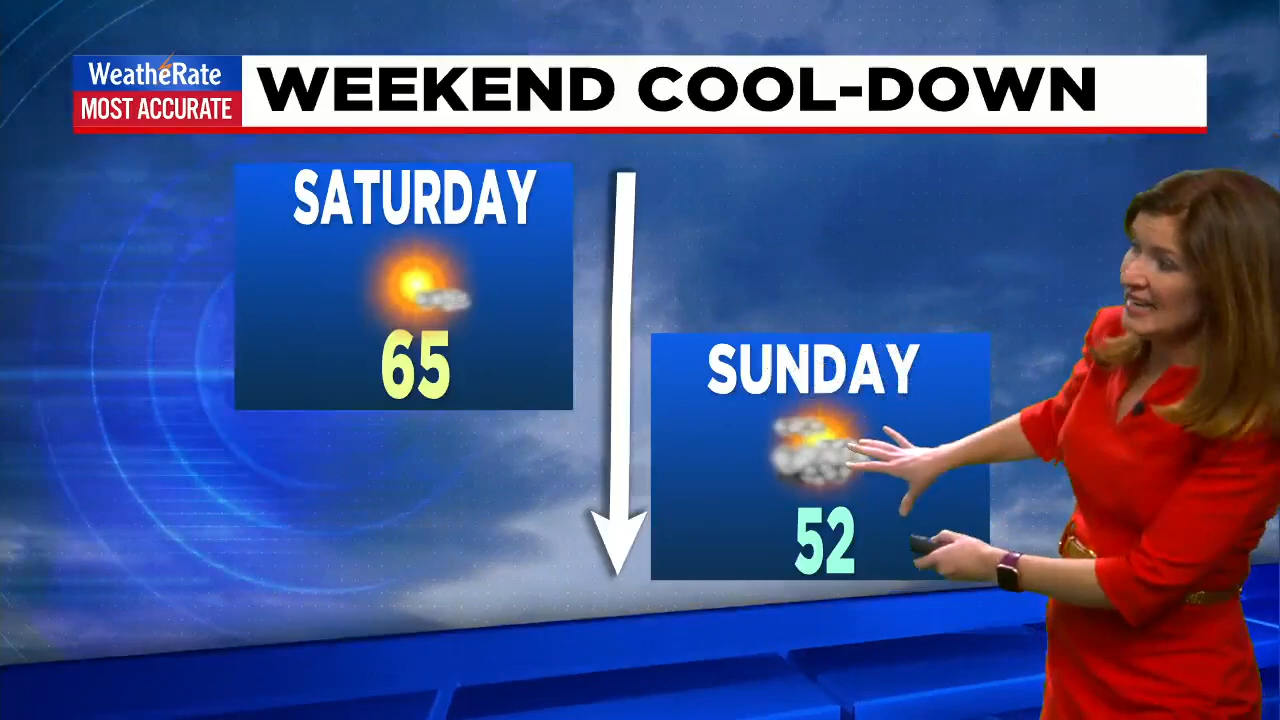 WeatheRate
MOST ACCURATE
WEEKEND COOL-DOWN
SATURDAY
65
SUNDAY
52